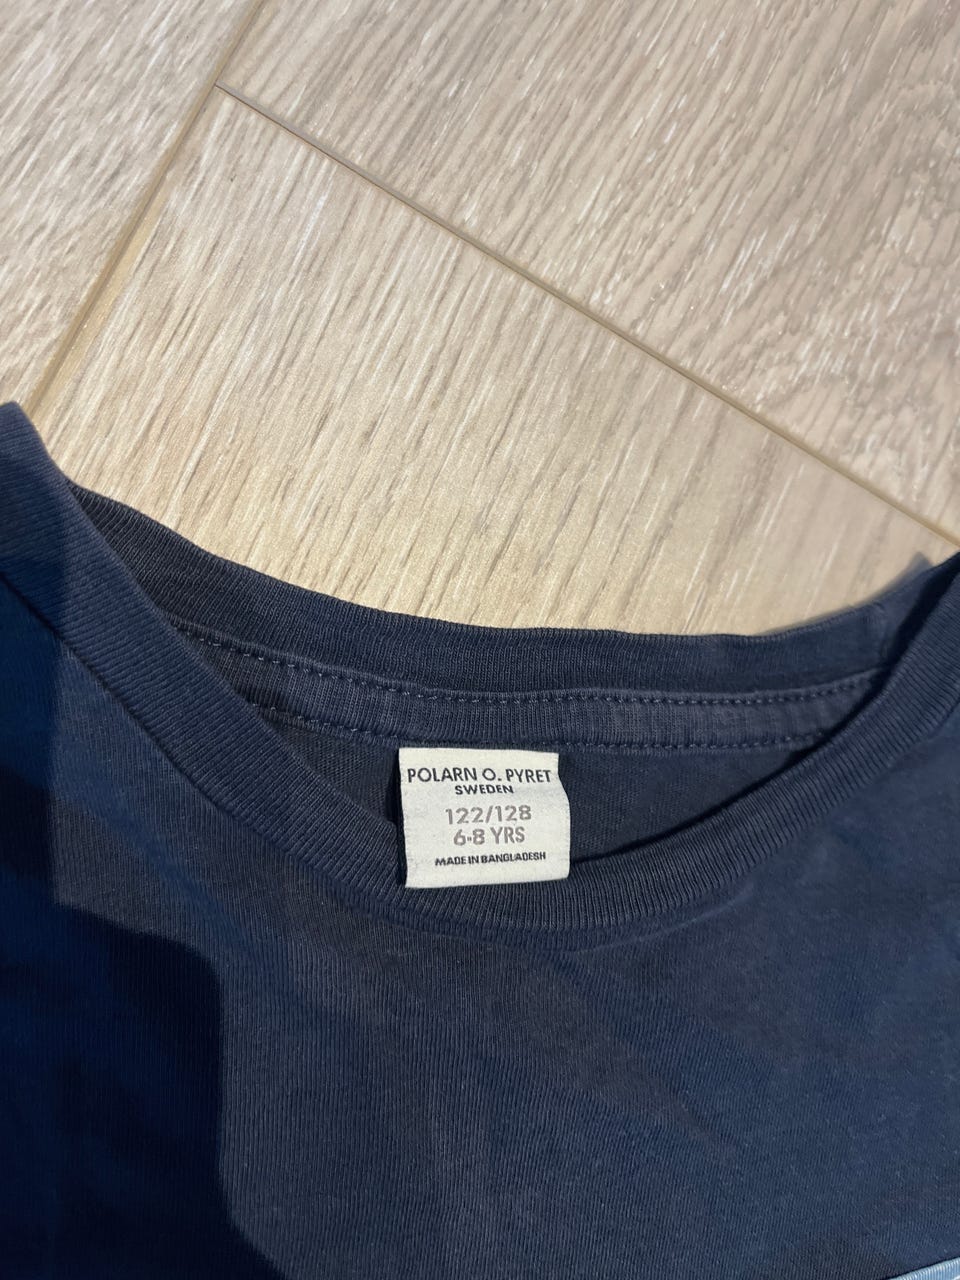 POLARN O. PYRET
SWEDEN
122/128
6-8 YRS
MADE IN BANGLADESH